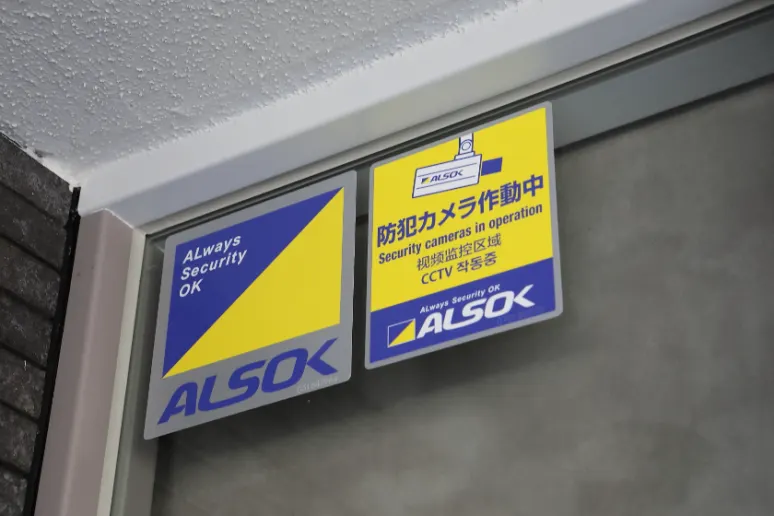 ALways
Security
OK
ALSOK
ALSOK
防犯カメラ作動中
Security cameras in operation
视频监控区域
CCTV 작동중
ALways Security OK
ALSOK